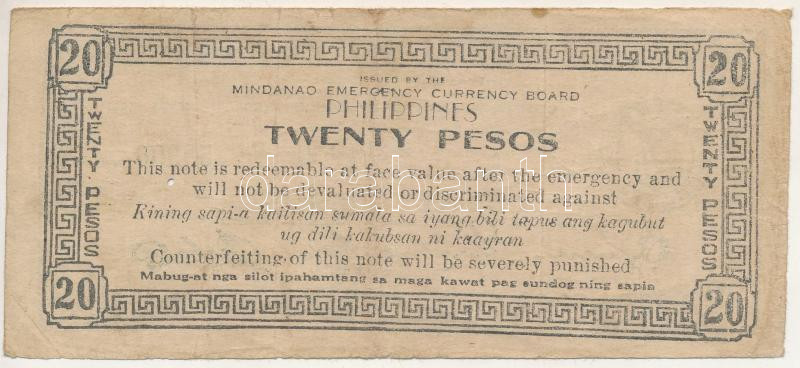 20
20
ISSUED BY THE
MINDANAO EMERGENCY CURRENCY BOARD
PHILIPPINES
TWENTY PESOS
TWENTY PESOS
TWENTY PESOS
This note is redeemable at face value after the emergency and
will not be devaluated or discriminated against
Kining sapi-a kailisan sumala sa iyang bili tapus ang kagubut
ug dili kakubsan ni kaayran
Counterfeiting of this note will be severely punished
Mabug-at nga silot ipahamtang sa maga kawat pag sundog ning sapia
20
20
darabanth